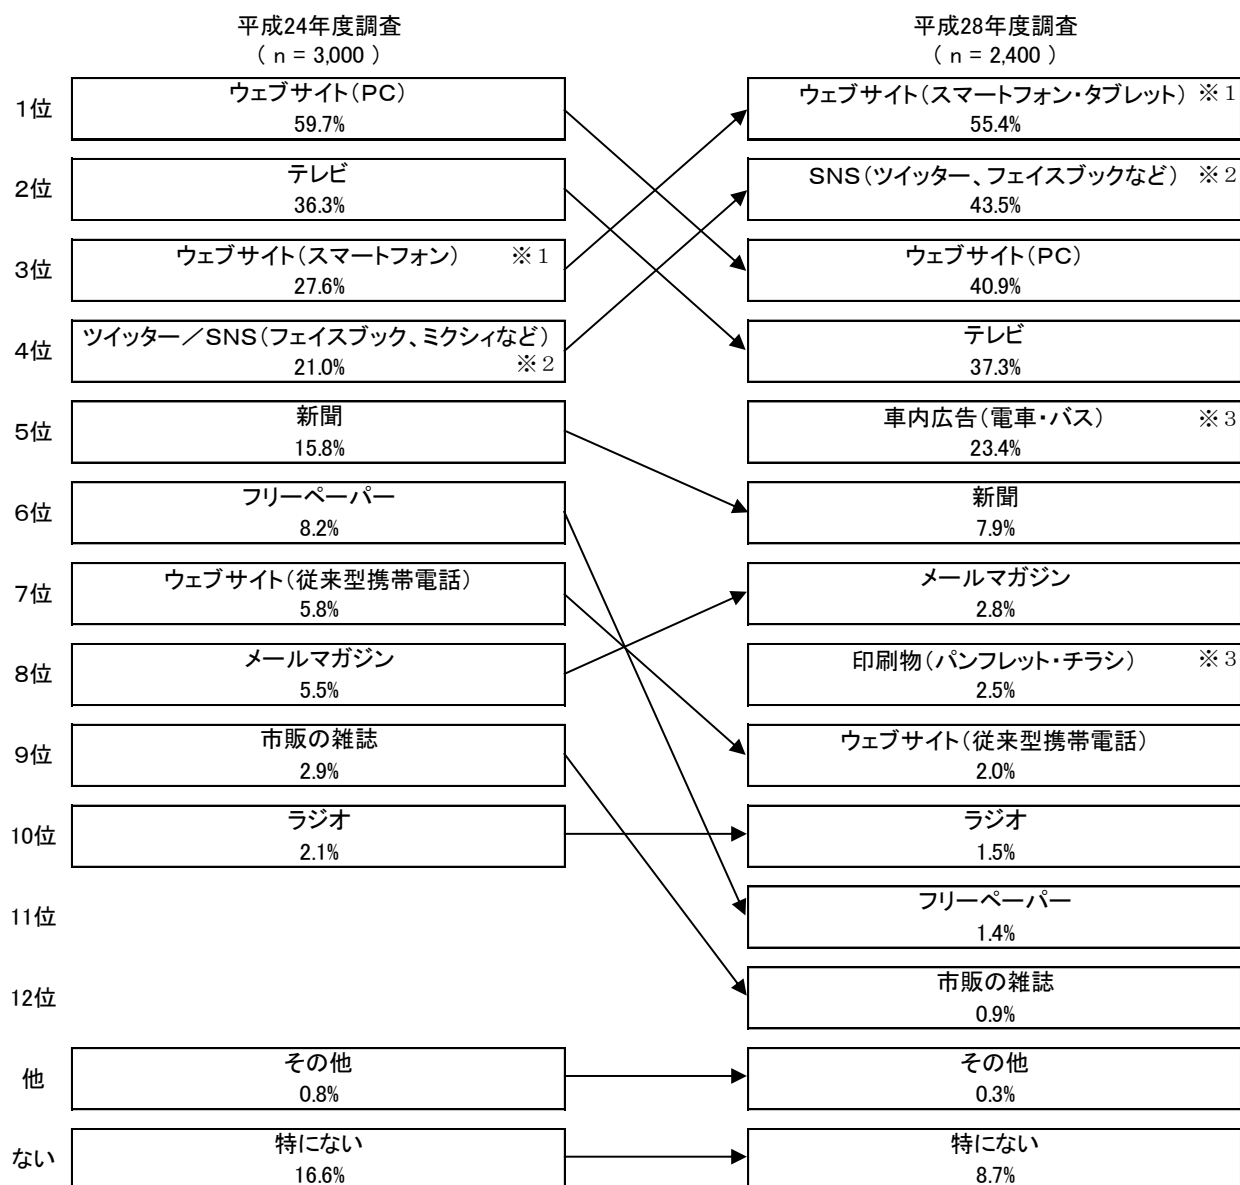 平成24年度調査
( n = 3,000 )
平成28年度調査
( n = 2,400 )
1位
ウェブサイト(PC)
59.7%
ウェブサイト(スマートフォン・タブレット) ※1
55.4%
2位
テレビ
36.3%
SNS(ツイッター、フェイスブックなど) ※2
43.5%
3位
ウェブサイト(スマートフォン) ※1
27.6%
ウェブサイト(PC)
40.9%
4位
ツイッター/SNS(フェイスブック、ミクシィなど)
21.0% ※2
テレビ
37.3%
5位
新聞
15.8%
車内広告(電車・バス) ※3
23.4%
6位
フリーペーパー
8.2%
新聞
7.9%
7位
ウェブサイト(従来型携帯電話)
5.8%
メールマガジン
2.8%
8位
メールマガジン
5.5%
印刷物(パンフレット・チラシ) ※3
2.5%
9位
市販の雑誌
2.9%
ウェブサイト(従来型携帯電話)
2.0%
10位
ラジオ
2.1%
ラジオ
1.5%
11位
フリーペーパー
1.4%
12位
市販の雑誌
0.9%
他
その他
0.8%
その他
0.3%
ない
特にない
16.6%
特にない
8.7%